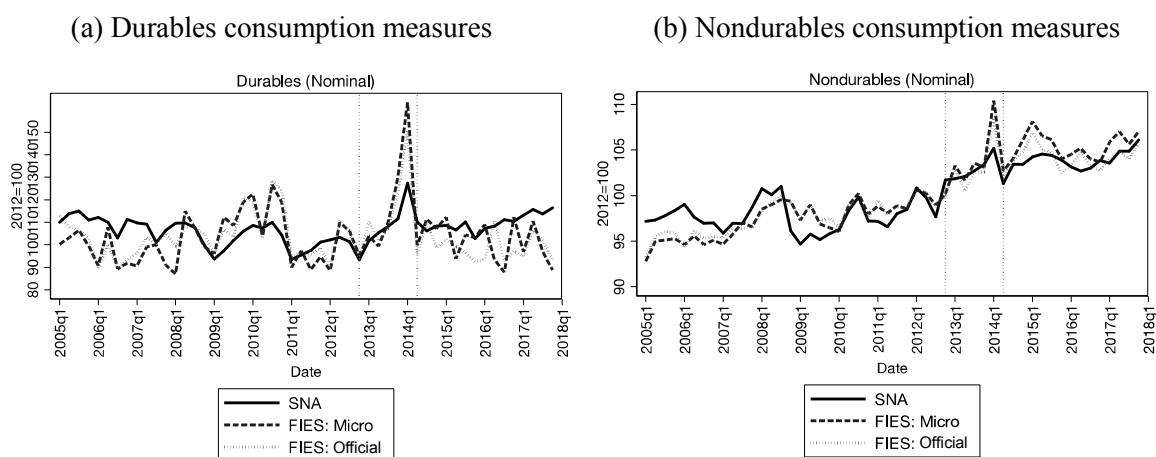 (a) Durables consumption measures
Durables (Nominal)
2012=100
80 90 100 110 120 130 140 150
2005q1 2006q1 2007q1 2008q1 2009q1 2010q1 2011q1 2012q1 2013q1 2014q1 2015q1 2016q1 2017q1 2018q1
Date
SNA
FIES: Micro
FIES: Official
(b) Nondurables consumption measures
Nondurables (Nominal)
2012=100
90 95 100 105 110
2005q1 2006q1 2007q1 2008q1 2009q1 2010q1 2011q1 2012q1 2013q1 2014q1 2015q1 2016q1 2017q1 2018q1
Date
SNA
FIES: Micro
FIES: Official